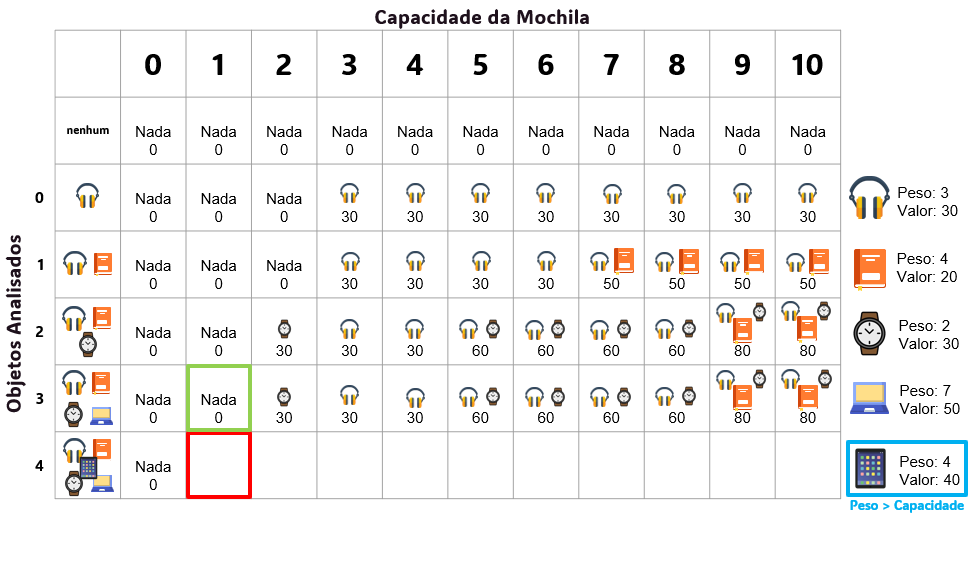 Capacidade da Mochila
0 1 2 3 4 5 6 7 8 9 10
Objetos Analisados
nenhum Nada Nada Nada Nada Nada Nada Nada Nada Nada Nada Nada
0 0 0 0 0 0 0 0 0 0 0
0 Nada Nada Nada
0 0 0 30 30 30 30 30 30 30 30
Peso: 3
Valor: 30
1 Nada Nada Nada
0 0 0 30 30 30 30 50 50 50 50
Peso: 4
Valor: 20
2 Nada Nada
0 0 30 30 30 60 60 60 60 80 80
Peso: 2
Valor: 30
3 Nada Nada
0 0 30 30 30 60 60 60 60 80 80
Peso: 7
Valor: 50
4 Nada
0
Peso: 4
Valor: 40
Peso > Capacidade